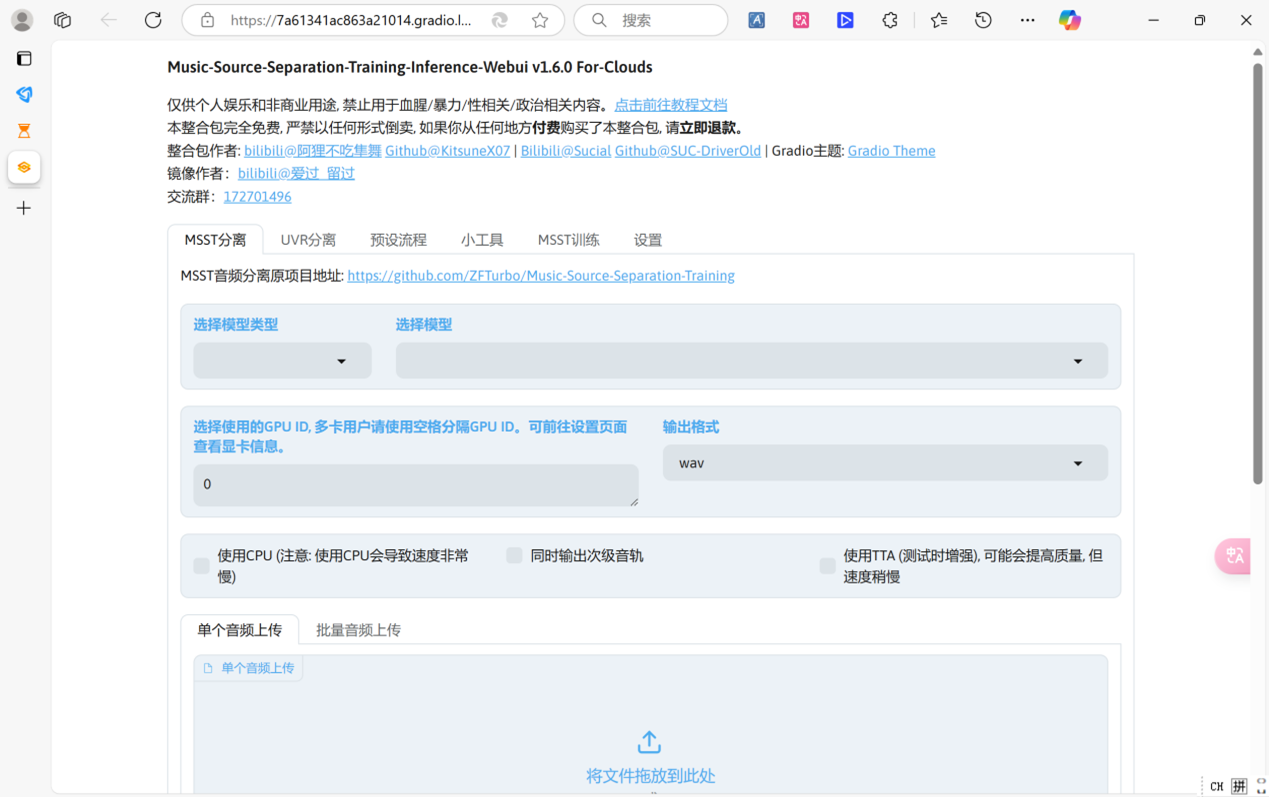 https://7a61341ac863a21014.gradio.l...
搜索
Music-Source-Separation-Training-Inference-Webui v1.6.0 For-Clouds
仅供个人娱乐和非商业用途, 禁止用于血腥/暴力/性相关/政治相关内容。点击前往教程文档
本整合包完全免费, 严禁以任何形式倒卖, 如果你从任何地方付费购买了本整合包, 请立即退款。
整合包作者: bilibili@阿狸不吃隼舞 Github@KitsuneX07 | Bilibili@Sucial Github@SUC-DriverOld | Gradio主题: Gradio Theme
镜像作者：bilibili@爱过_留过
交流群：172701496
MSST分离 UVR分离 预设流程 小工具 MSST训练 设置
MSST音频分离原项目地址: https://github.com/ZFTurbo/Music-Source-Separation-Training
选择模型类型 选择模型
选择使用的GPU ID, 多卡用户请使用空格分隔GPU ID。可前往设置页面
查看显卡信息。
0
输出格式
wav
使用CPU (注意: 使用CPU会导致速度非常
慢)
同时输出次级音轨
使用TTA (测试时增强), 可能会提高质量, 但
速度稍慢
单个音频上传 批量音频上传
单个音频上传
将文件拖放到此处
CH 拼